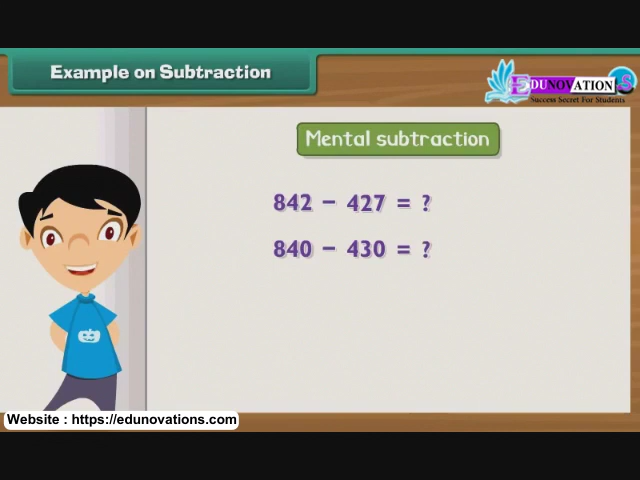 Example on Subtraction
EDUNOVATIONS
Success Secret For Students
Mental subtraction
842 − 427 = ?
840 − 430 = ?
Website : https://edunovations.com